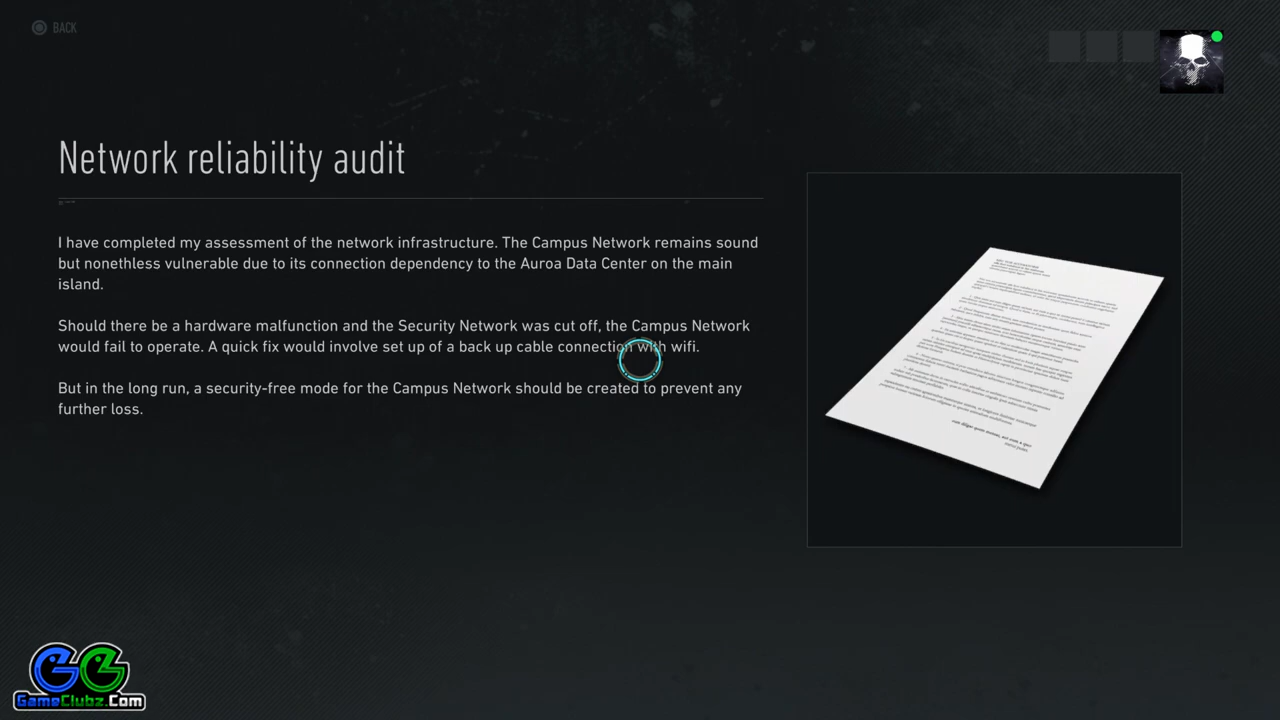 BACK
Network reliability audit
I have completed my assessment of the network infrastructure. The Campus Network remains sound
but nonethless vulnerable due to its connection dependency to the Auroa Data Center on the main
island.
Should there be a hardware malfunction and the Security Network was cut off, the Campus Network
would fail to operate. A quick fix would involve set up of a back up cable connection with wifi.
But in the long run, a security-free mode for the Campus Network should be created to prevent any
further loss.
GameClubz.Com